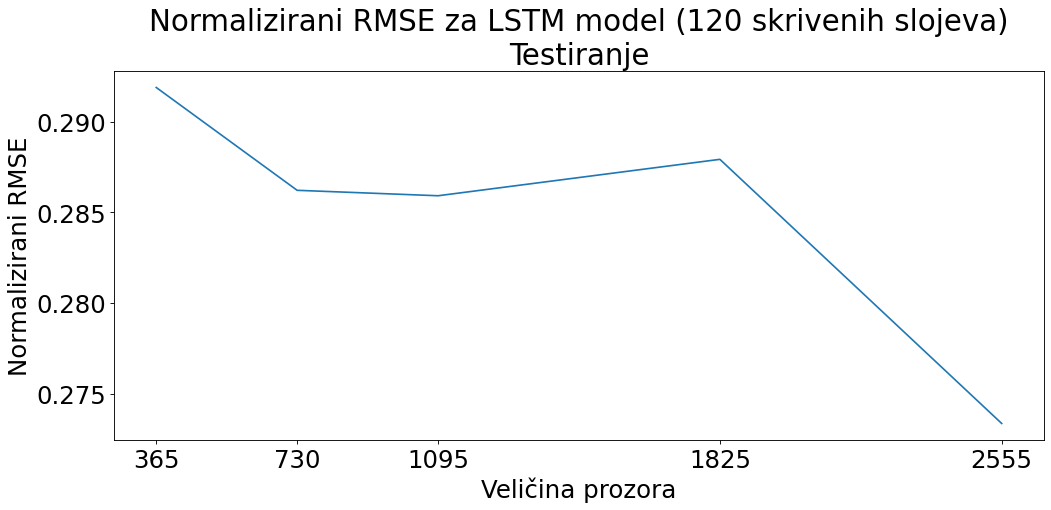 Normalizirani RMSE za LSTM model (120 skrivenih slojeva)
Testiranje
Normalizirani RMSE
0.290
0.285
0.280
0.275
365 730 1095 1825 2555
Veličina prozora